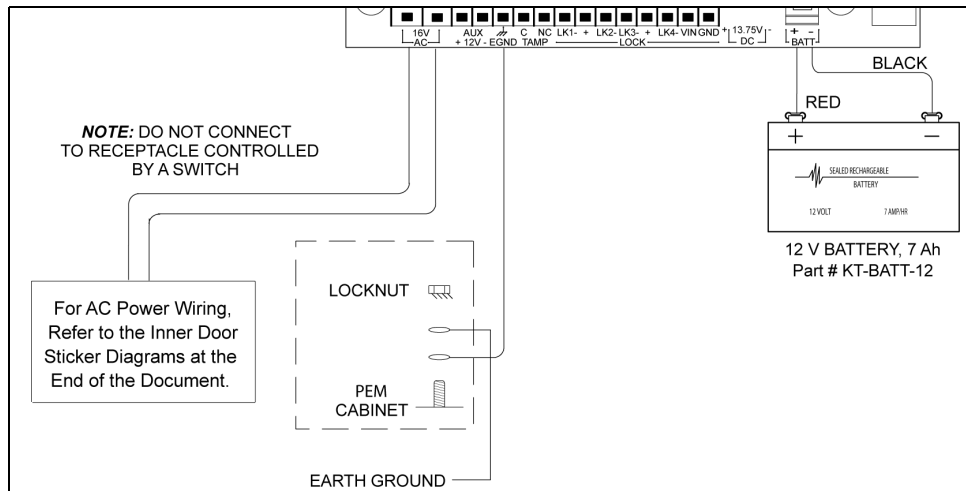 16V AUX C NC LK1- + LK2- LK3- + LK4- VIN GND + 13.75V - + -
AC + 12V - EGND TAMP LOCK DC BATT
BLACK
RED
NOTE: DO NOT CONNECT
TO RECEPTACLE CONTROLLED
BY A SWITCH
+ -
SEALED RECHARGEABLE
BATTERY
12 VOLT 7 AMP/HR
12 V BATTERY, 7 Ah
Part # KT-BATT-12
For AC Power Wiring,
Refer to the Inner Door
Sticker Diagrams at the
End of the Document.
LOCKNUT
PEM
CABINET
EARTH GROUND